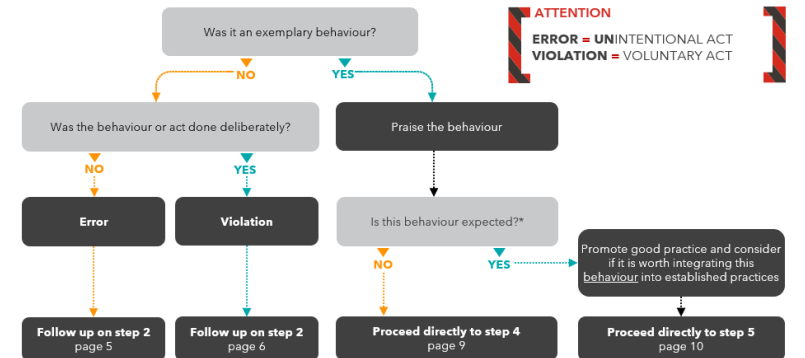 ATTENTION
ERROR = UNINTENTIONAL ACT
VIOLATION = VOLUNTARY ACT
Was it an exemplary behaviour?
NO
YES
Was the behaviour or act done deliberately?
Praise the behaviour
NO
YES
Error
Violation
Is this behaviour expected?*
NO
YES
Promote good practice and consider
if it is worth integrating this
behaviour into established practices
Follow up on step 2
page 5
Follow up on step 2
page 6
Proceed directly to step 4
page 9
Proceed directly to step 5
page 10